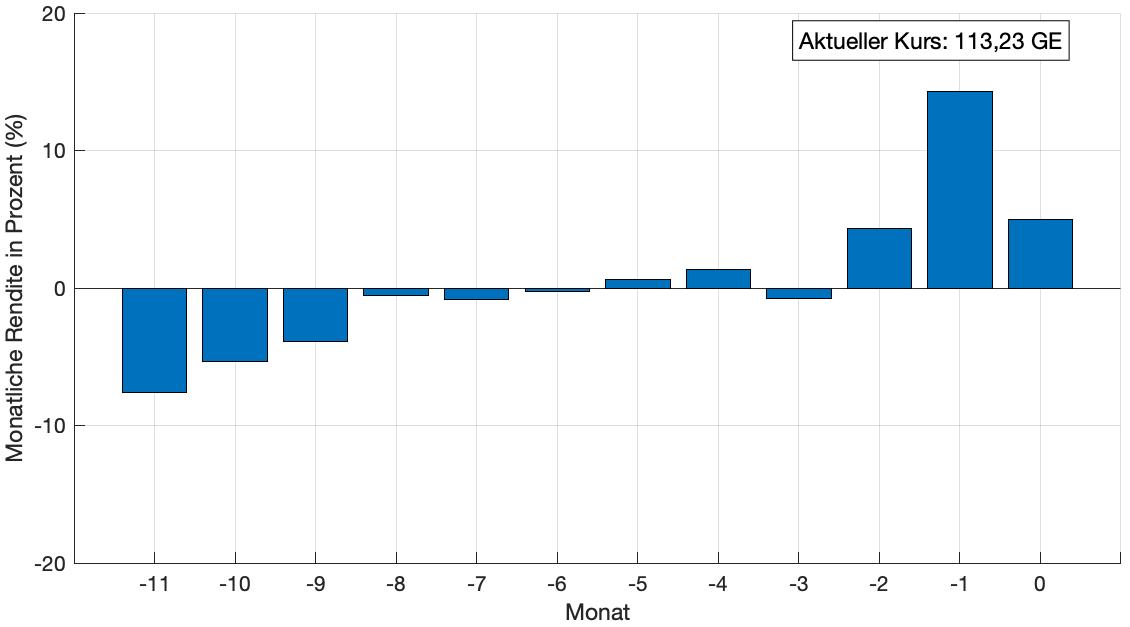 20
Aktueller Kurs: 113,23 GE
10
0
-10
-20
Monatliche Rendite in Prozent (%)
-11 -10 -9 -8 -7 -6 -5 -4 -3 -2 -1 0
Monat